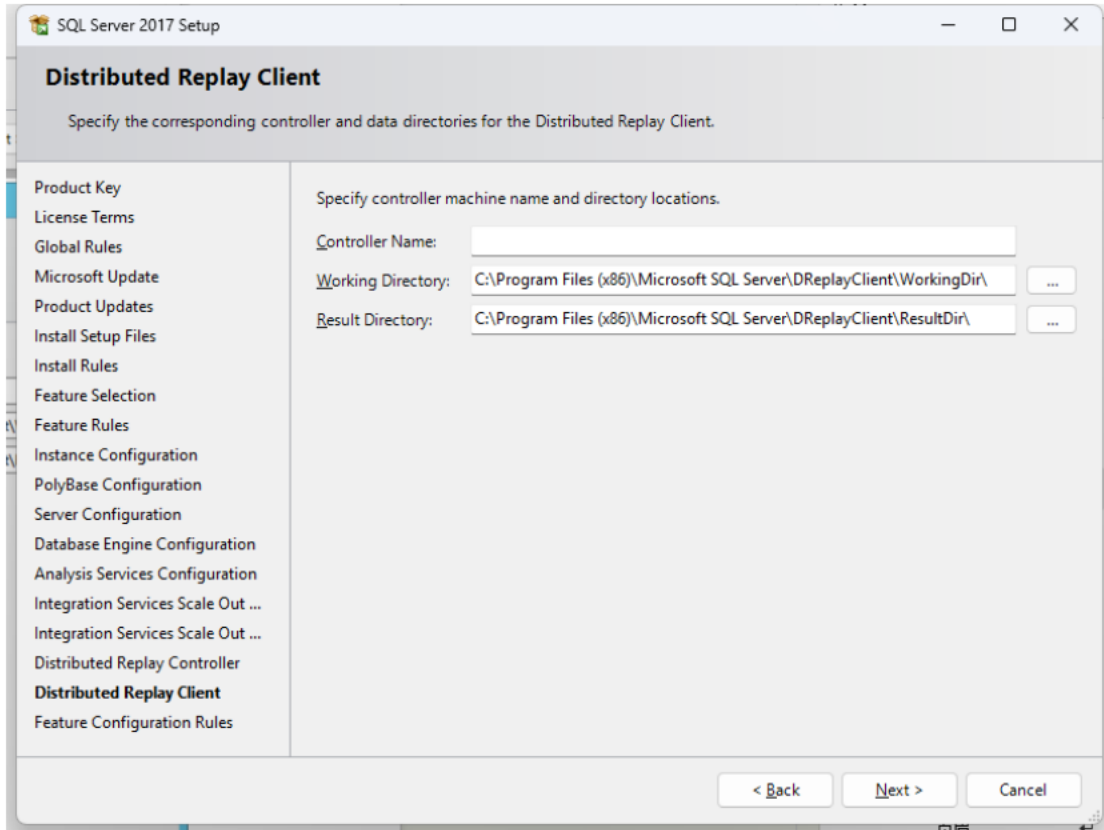 SQL Server 2017 Setup
Distributed Replay Client
Specify the corresponding controller and data directories for the Distributed Replay Client.
Product Key
License Terms
Global Rules
Microsoft Update
Product Updates
Install Setup Files
Install Rules
Feature Selection
Feature Rules
Instance Configuration
PolyBase Configuration
Server Configuration
Database Engine Configuration
Analysis Services Configuration
Integration Services Scale Out ...
Integration Services Scale Out ...
Distributed Replay Controller
Distributed Replay Client
Feature Configuration Rules
Specify controller machine name and directory locations.
Controller Name:
Working Directory: C:\Program Files (x86)\Microsoft SQL Server\DReplayClient\WorkingDir\ ...
Result Directory: C:\Program Files (x86)\Microsoft SQL Server\DReplayClient\ResultDir\ ...
< Back Next > Cancel